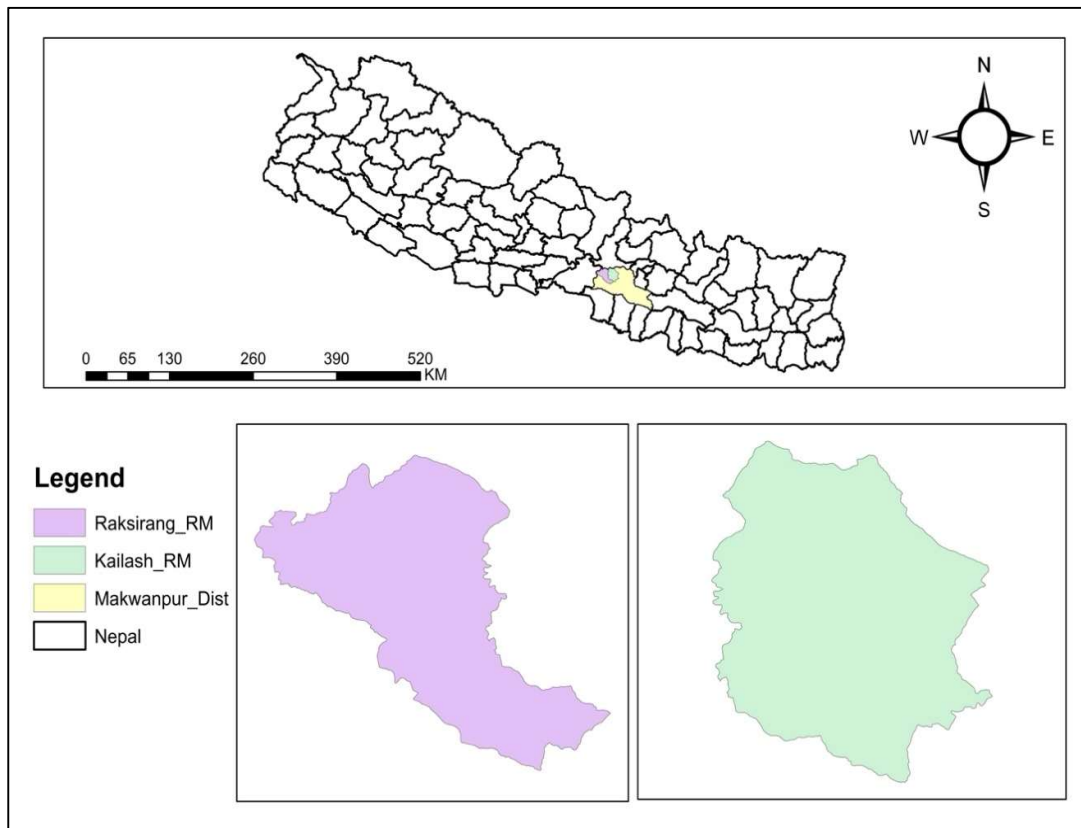 N
W E
S
0 65 130 260 390 520
KM
Legend
Raksirang_RM
Kailash_RM
Makwanpur_Dist
Nepal